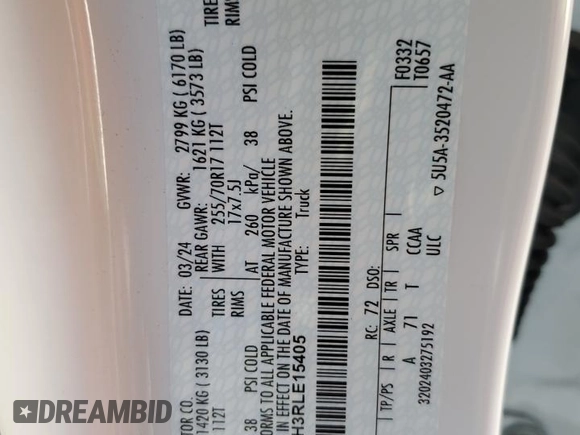 TOR CO.
DATE: 03/24 GVWR: 2799 KG ( 6170 LB)
1420 KG ( 3130 LB) REAR GAWR: 1621 KG ( 3573 LB)
112T TIRES WITH 255/70R17 112T TIRES
RIMS 17x7.5J RIMS
38 PSI COLD AT 260 kPa/ 38 PSI COLD
ORMS TO ALL APPLICABLE FEDERAL MOTOR VEHICLE
IN EFFECT ON THE DATE OF MANUFACTURE SHOWN ABOVE.
H3RLE15405 TYPE: Truck
F0332
T0657
RC: 72 DSO:
TP/PS R AXLE TR SPR
A 71 T CCAA
3202403275192 ULC
▽ 5U5A-3520472-AA
DREAMBID